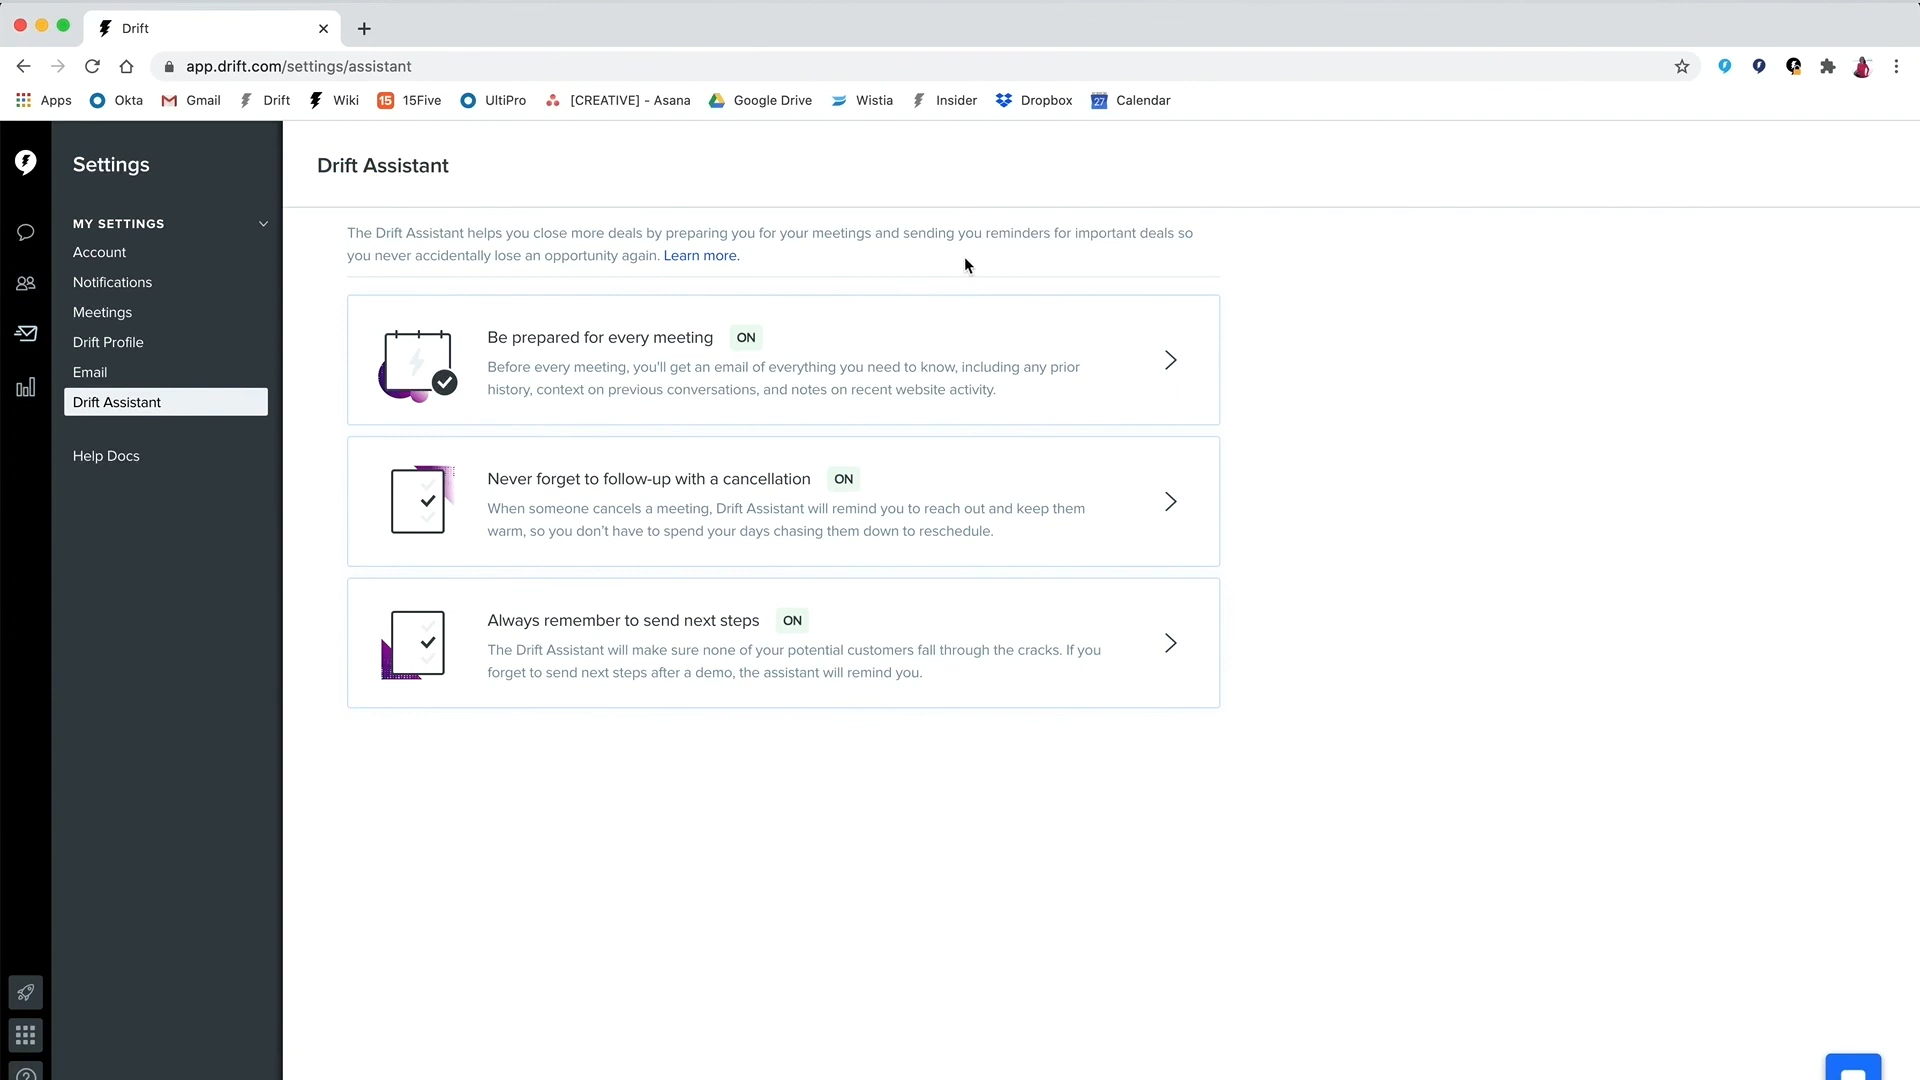 Drift
app.drift.com/settings/assistant
Apps Okta Gmail Drift Wiki 15 15Five UltiPro [CREATIVE] - Asana Google Drive Wistia Insider Dropbox 27 Calendar
Settings
MY SETTINGS
Account
Notifications
Meetings
Drift Profile
Email
Drift Assistant
Help Docs
Drift Assistant
The Drift Assistant helps you close more deals by preparing you for your meetings and sending you reminders for important deals so
you never accidentally lose an opportunity again. Learn more.
Be prepared for every meeting ON
Before every meeting, you'll get an email of everything you need to know, including any prior
history, context on previous conversations, and notes on recent website activity.
Never forget to follow-up with a cancellation ON
When someone cancels a meeting, Drift Assistant will remind you to reach out and keep them
warm, so you don't have to spend your days chasing them down to reschedule.
Always remember to send next steps ON
The Drift Assistant will make sure none of your potential customers fall through the cracks. If you
forget to send next steps after a demo, the assistant will remind you.